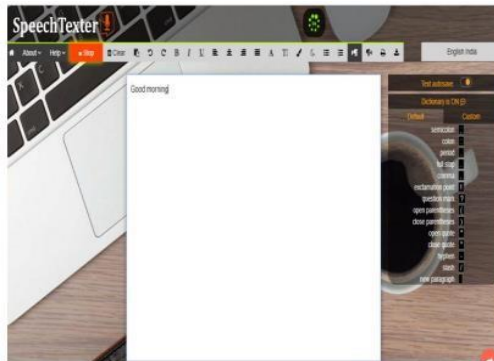 SpeechTexter
About Help Stop Clear B I U English India
Good morning
Text autosave
Dictionary is ON
Default Custom
semicolon ;
colon :
period .
full stop .
comma ,
exclamation point !
question mark ?
open parentheses (
close parentheses )
open quote "
close quote "
hyphen -
slash /
new paragraph